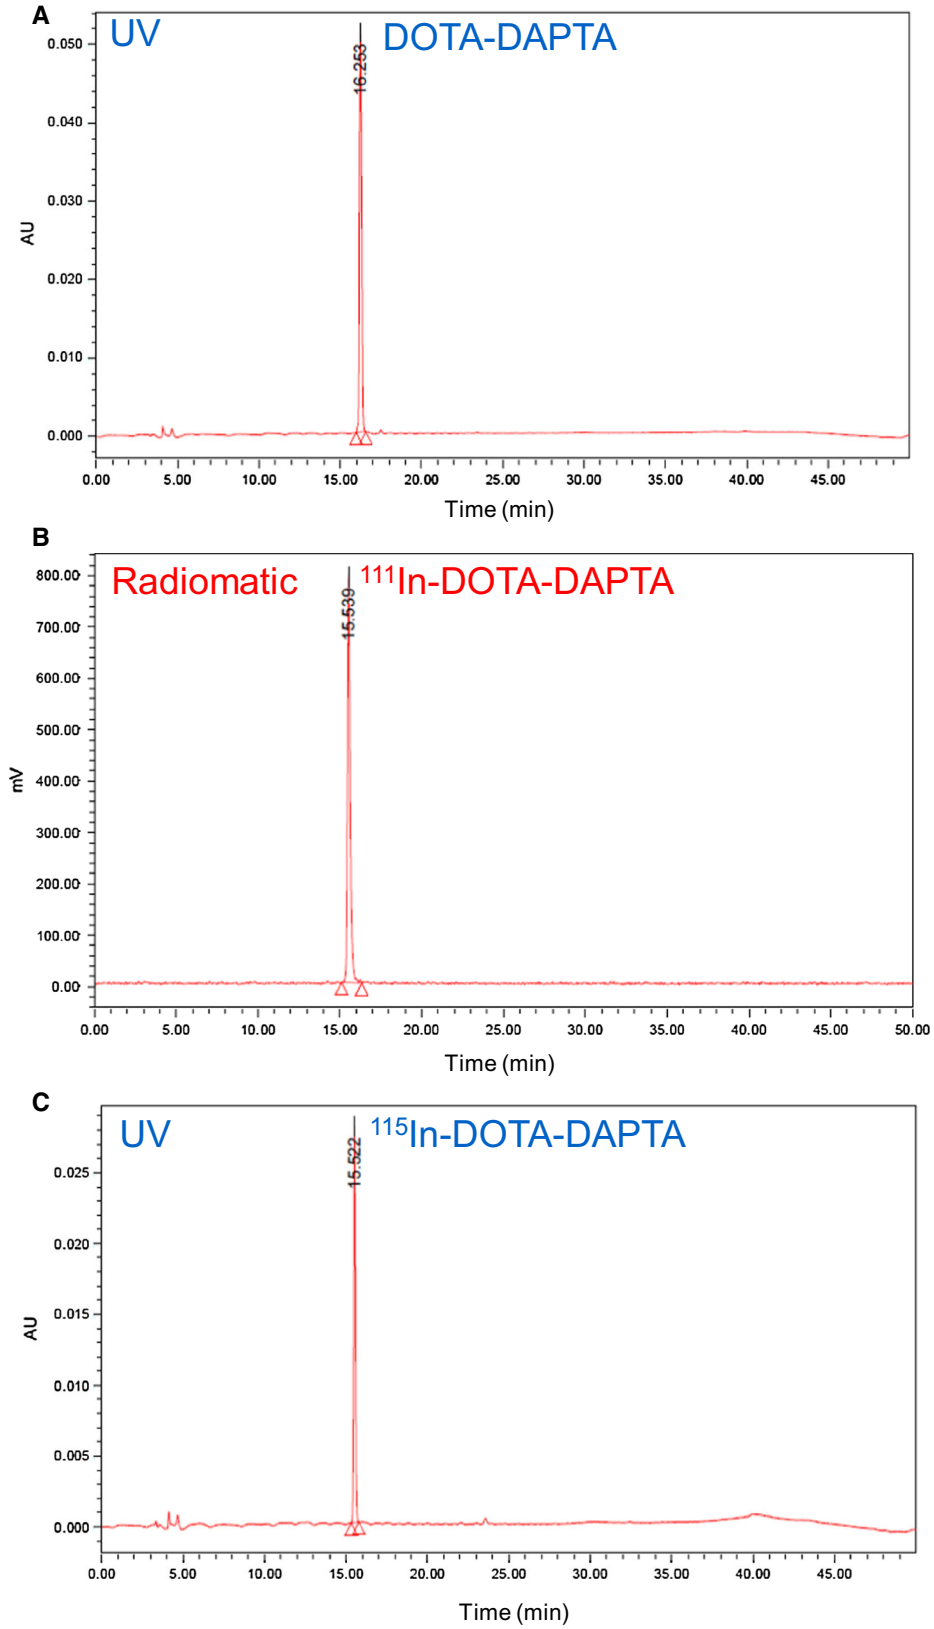 A
UV
DOTA-DAPTA
16.253
AU
0.050
0.040
0.030
0.020
0.010
0.000
0.00 5.00 10.00 15.00 20.00 25.00 30.00 35.00 40.00 45.00
Time (min)
B
Radiomatic
¹¹¹In-DOTA-DAPTA
15.539
mV
800.00
700.00
600.00
500.00
400.00
300.00
200.00
100.00
0.00
0.00 5.00 10.00 15.00 20.00 25.00 30.00 35.00 40.00 45.00 50.00
Time (min)
C
UV
¹¹⁵In-DOTA-DAPTA
15.522
AU
0.025
0.020
0.015
0.010
0.005
0.000
0.00 5.00 10.00 15.00 20.00 25.00 30.00 35.00 40.00 45.00
Time (min)